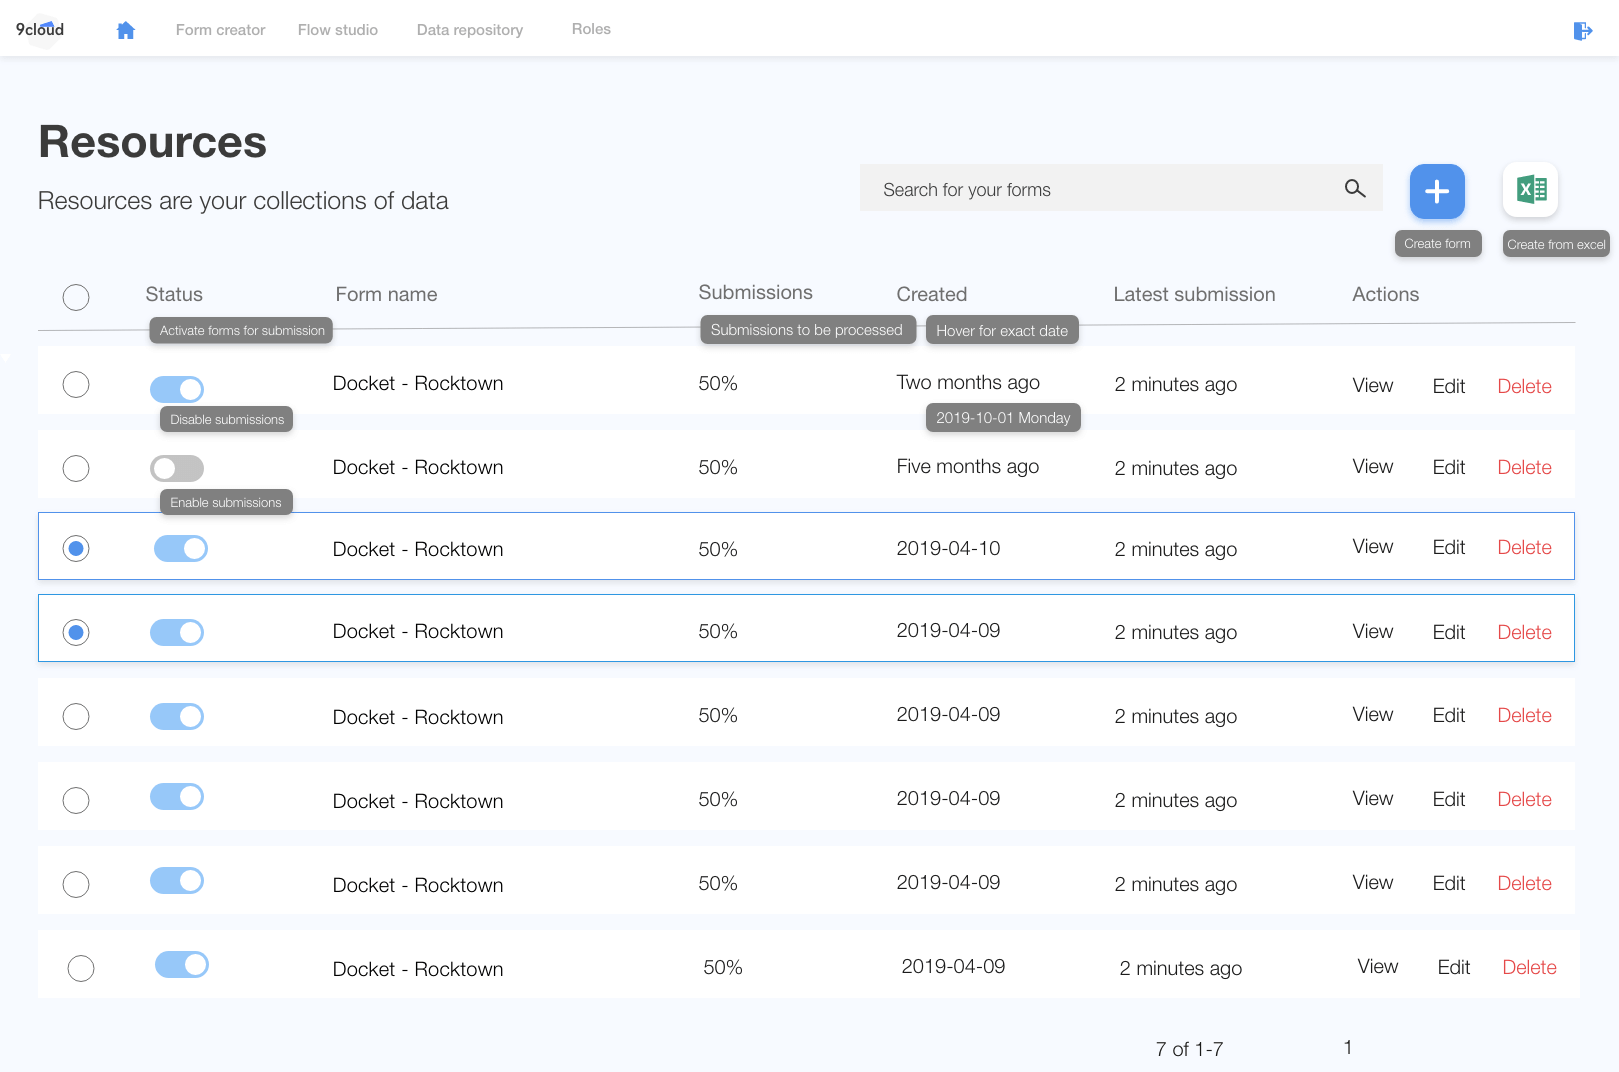 9cloud Form creator Flow studio Data repository Roles
Resources
Resources are your collections of data
Search for your forms
Create form Create from excel
Status Form name Submissions Created Latest submission Actions
Activate forms for submission Submissions to be processed Hover for exact date
Docket - Rocktown 50% Two months ago 2 minutes ago View Edit Delete
Disable submissions 2019-10-01 Monday
Docket - Rocktown 50% Five months ago 2 minutes ago View Edit Delete
Enable submissions
Docket - Rocktown 50% 2019-04-10 2 minutes ago View Edit Delete
Docket - Rocktown 50% 2019-04-09 2 minutes ago View Edit Delete
Docket - Rocktown 50% 2019-04-09 2 minutes ago View Edit Delete
Docket - Rocktown 50% 2019-04-09 2 minutes ago View Edit Delete
Docket - Rocktown 50% 2019-04-09 2 minutes ago View Edit Delete
Docket - Rocktown 50% 2019-04-09 2 minutes ago View Edit Delete
7 of 1-7 1